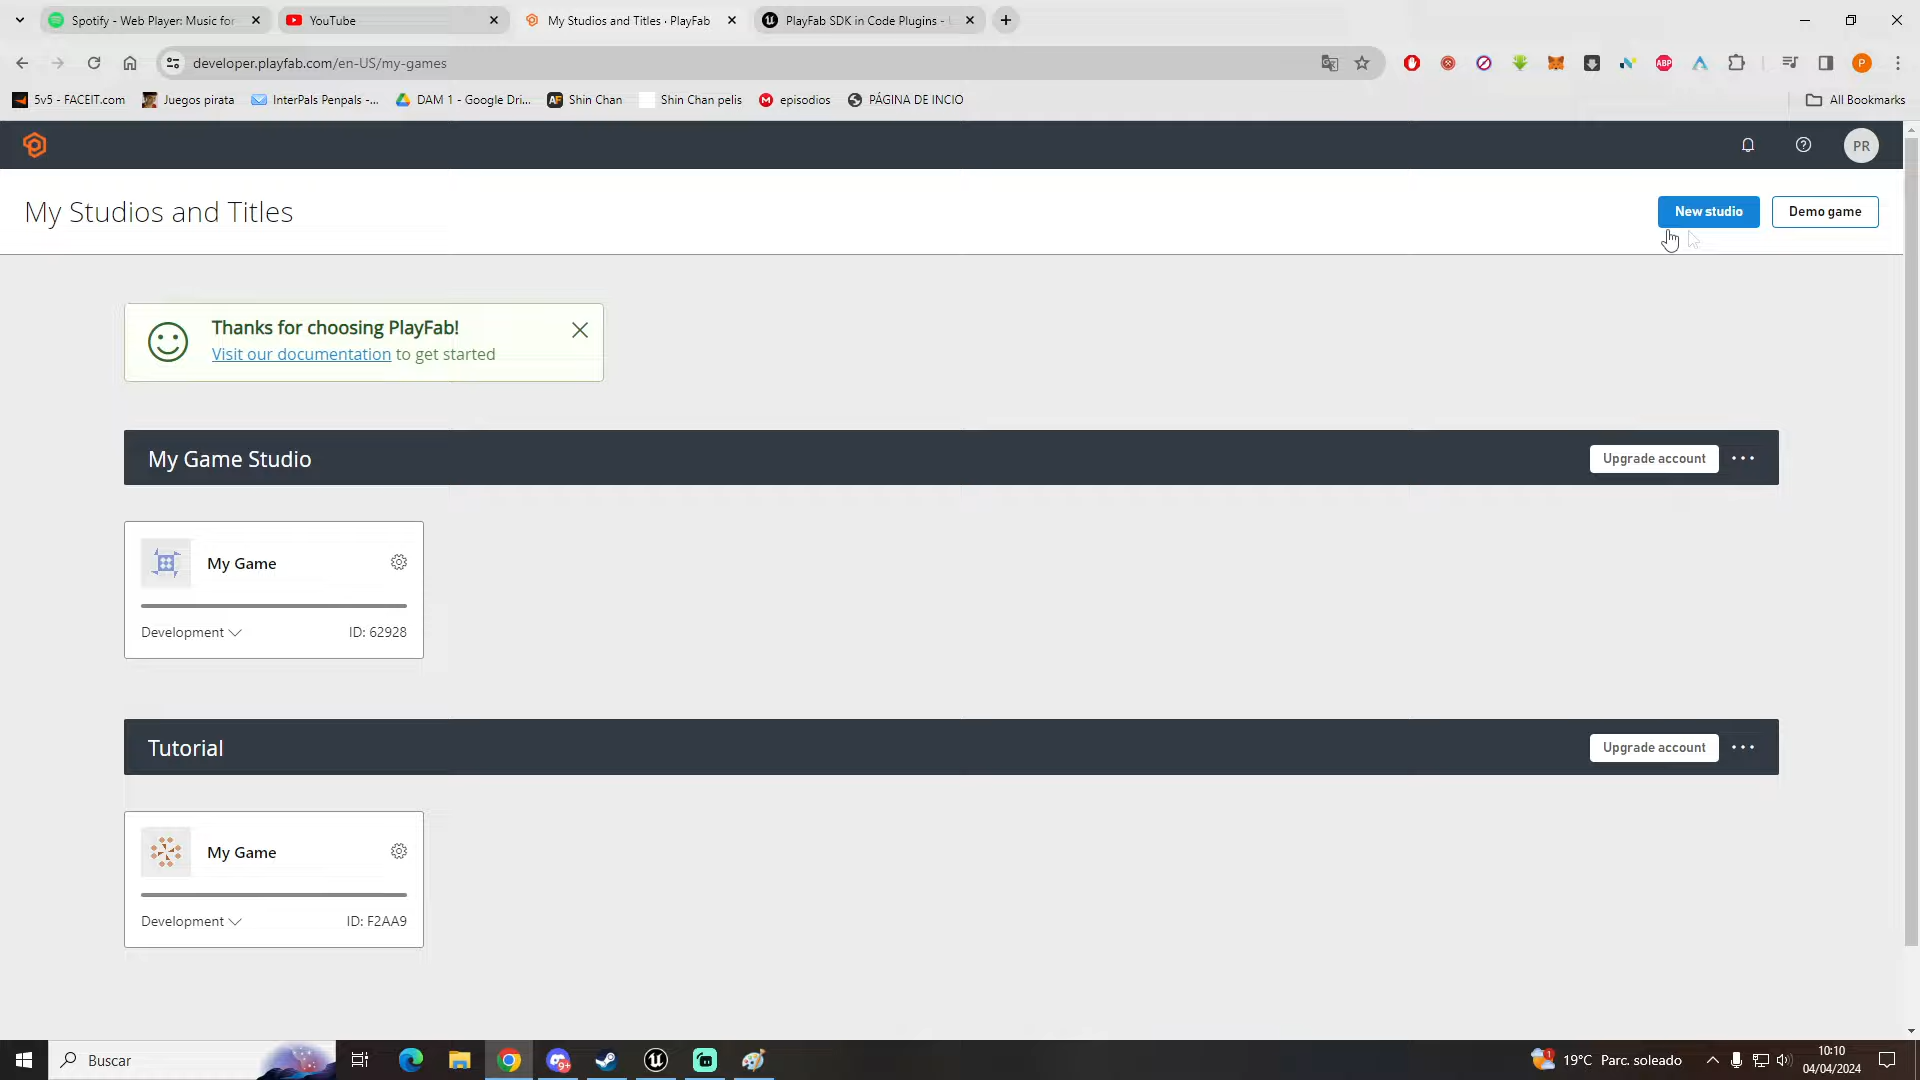 Spotify - Web Player: Music for
YouTube
My Studios and Titles · PlayFab
PlayFab SDK in Code Plugins -
developer.playfab.com/en-US/my-games
5v5 - FACEIT.com
Juegos pirata
InterPals Penpals -...
DAM 1 - Google Dri...
Shin Chan
Shin Chan pelis
episodios
PÁGINA DE INCIO
All Bookmarks
ABP
P
PR
My Studios and Titles
New studio
Demo game
Thanks for choosing PlayFab!
Visit our documentation to get started
My Game Studio
Upgrade account
My Game
Development
ID: 62928
Tutorial
Upgrade account
My Game
Development
ID: F2AA9
Buscar
9+
1
19°C Parc. soleado
10:10
04/04/2024